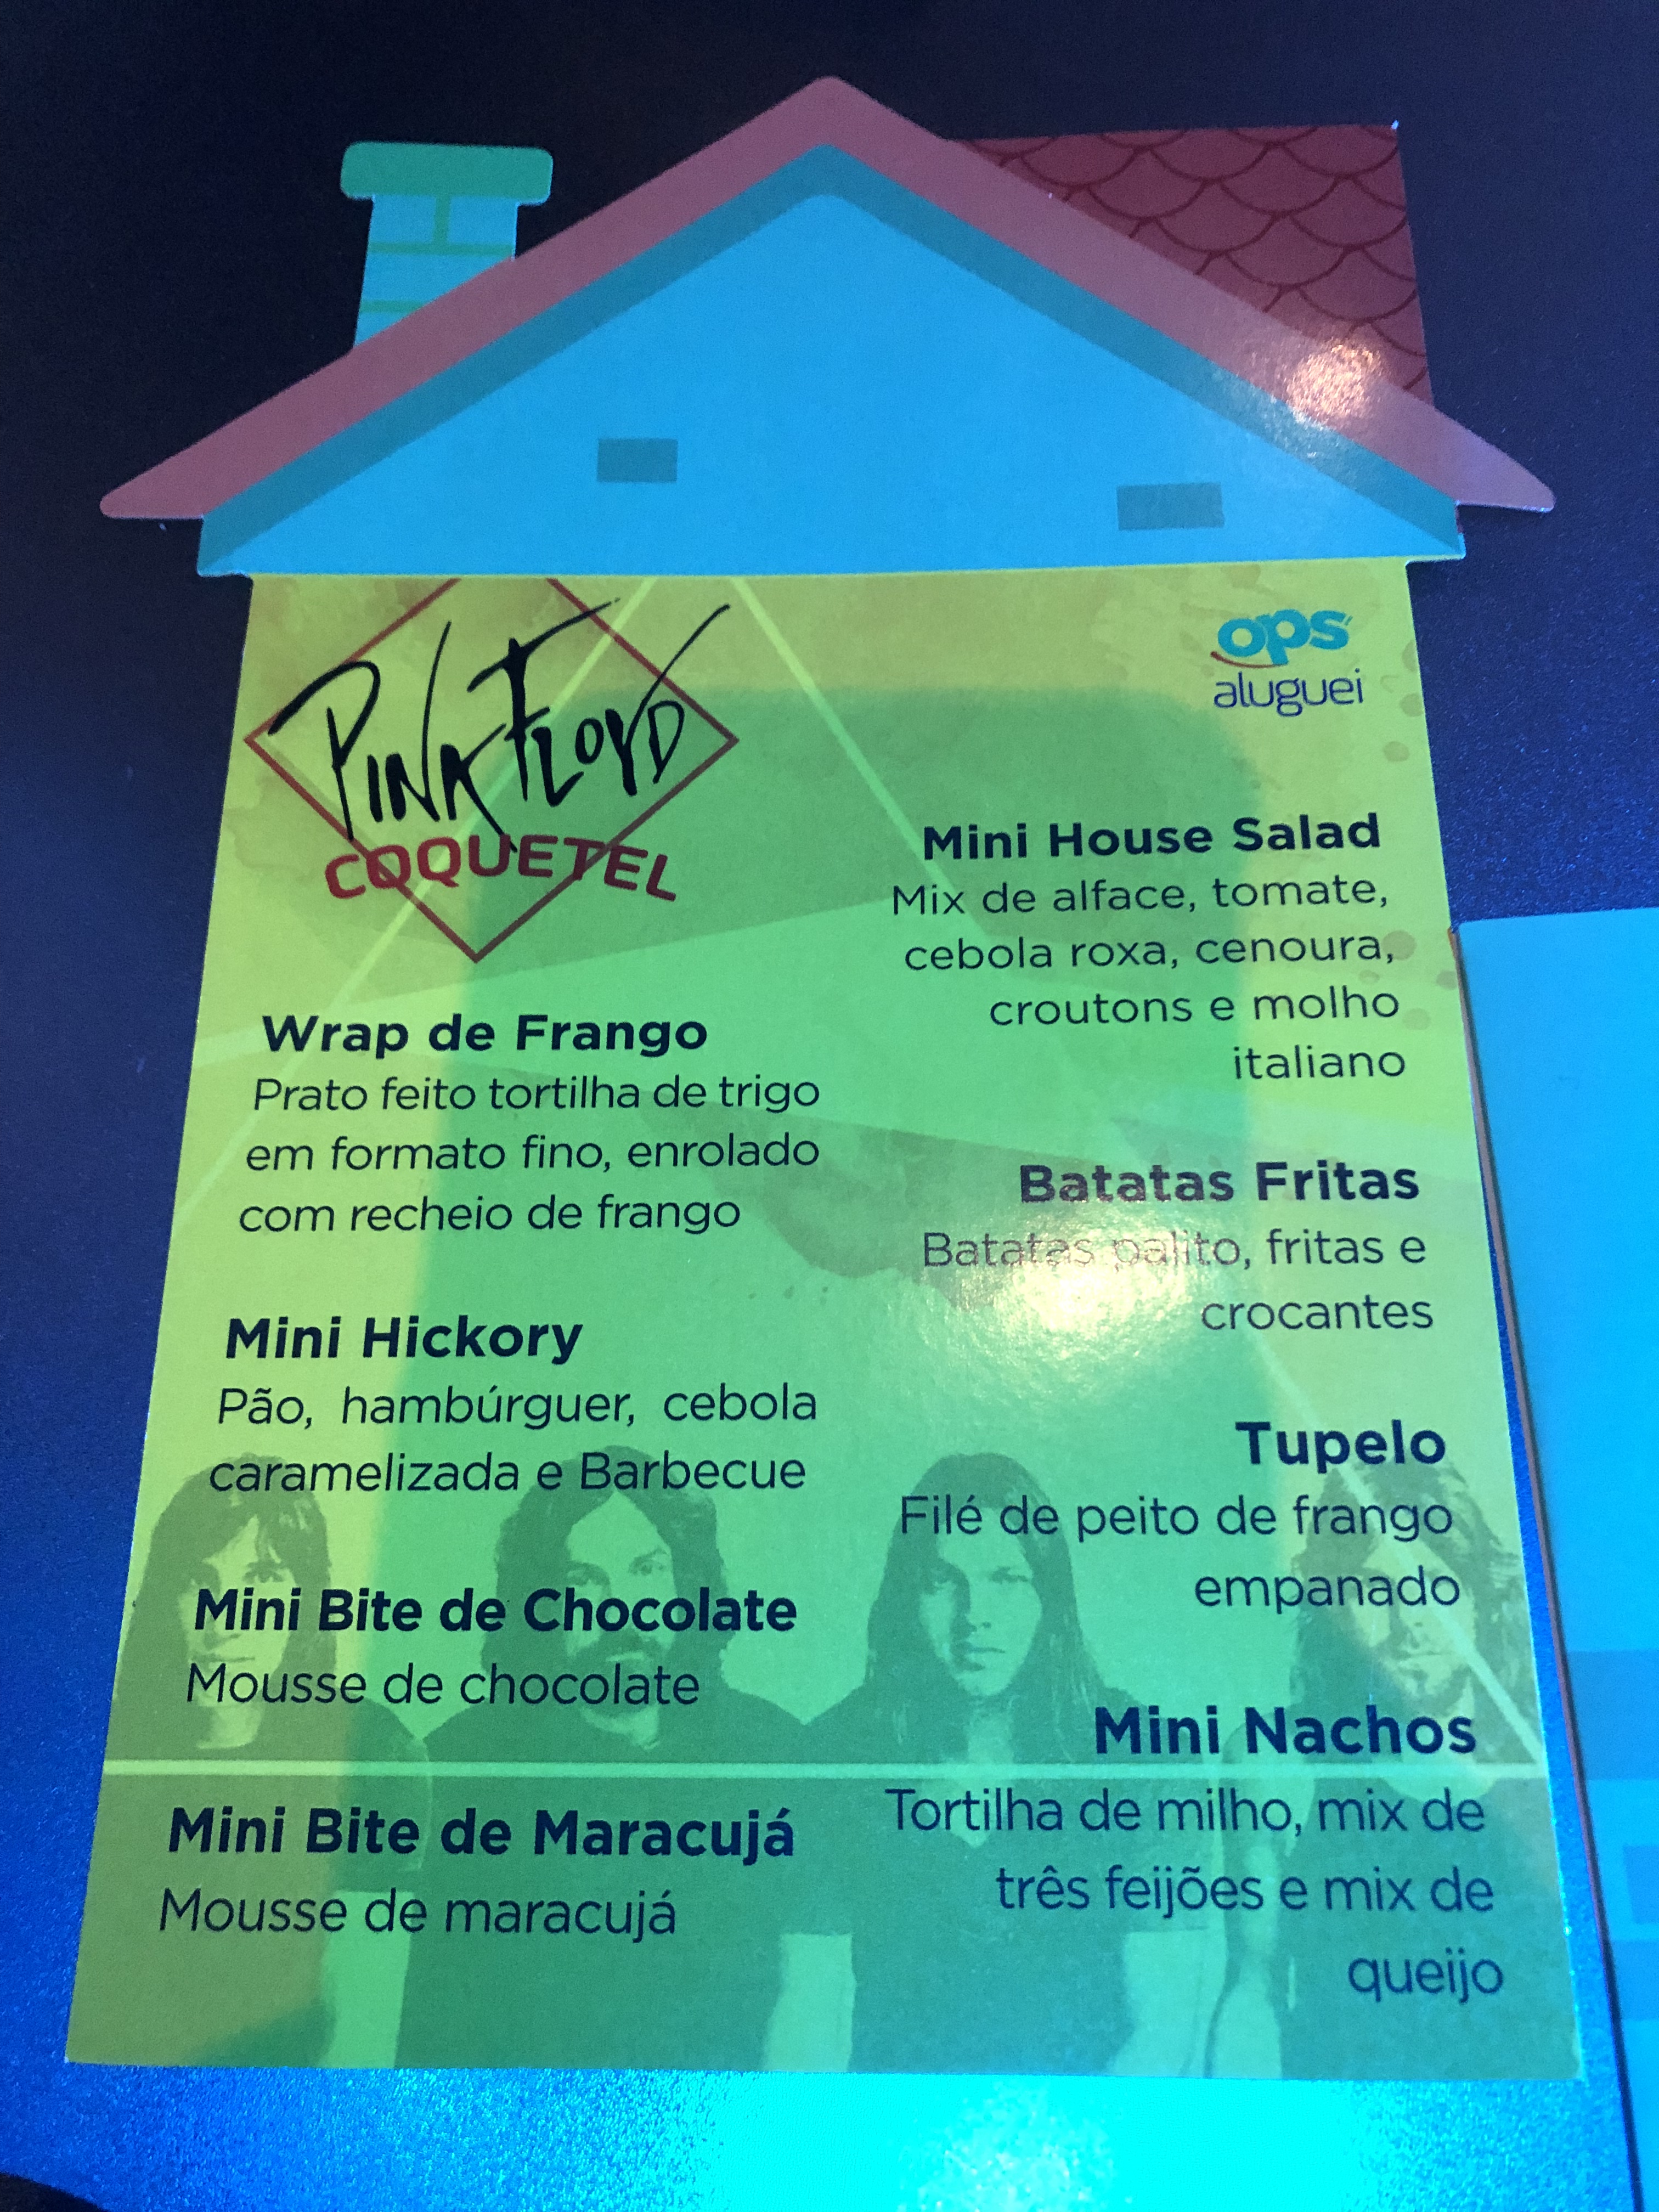 PINK FLOYD
COQUETEL
ops
aluguei
Wrap de Frango
Prato feito tortilha de trigo
em formato fino, enrolado
com recheio de frango
Mini Hickory
Pão, hambúrguer, cebola
caramelizada e Barbecue
Mini Bite de Chocolate
Mousse de chocolate
Mini Bite de Maracujá
Mousse de maracujá
Mini House Salad
Mix de alface, tomate,
cebola roxa, cenoura,
croutons e molho
italiano
Batatas Fritas
Batatas palito, fritas e
crocantes
Tupelo
Filé de peito de frango
empanado
Mini Nachos
Tortilha de milho, mix de
três feijões e mix de
queijo